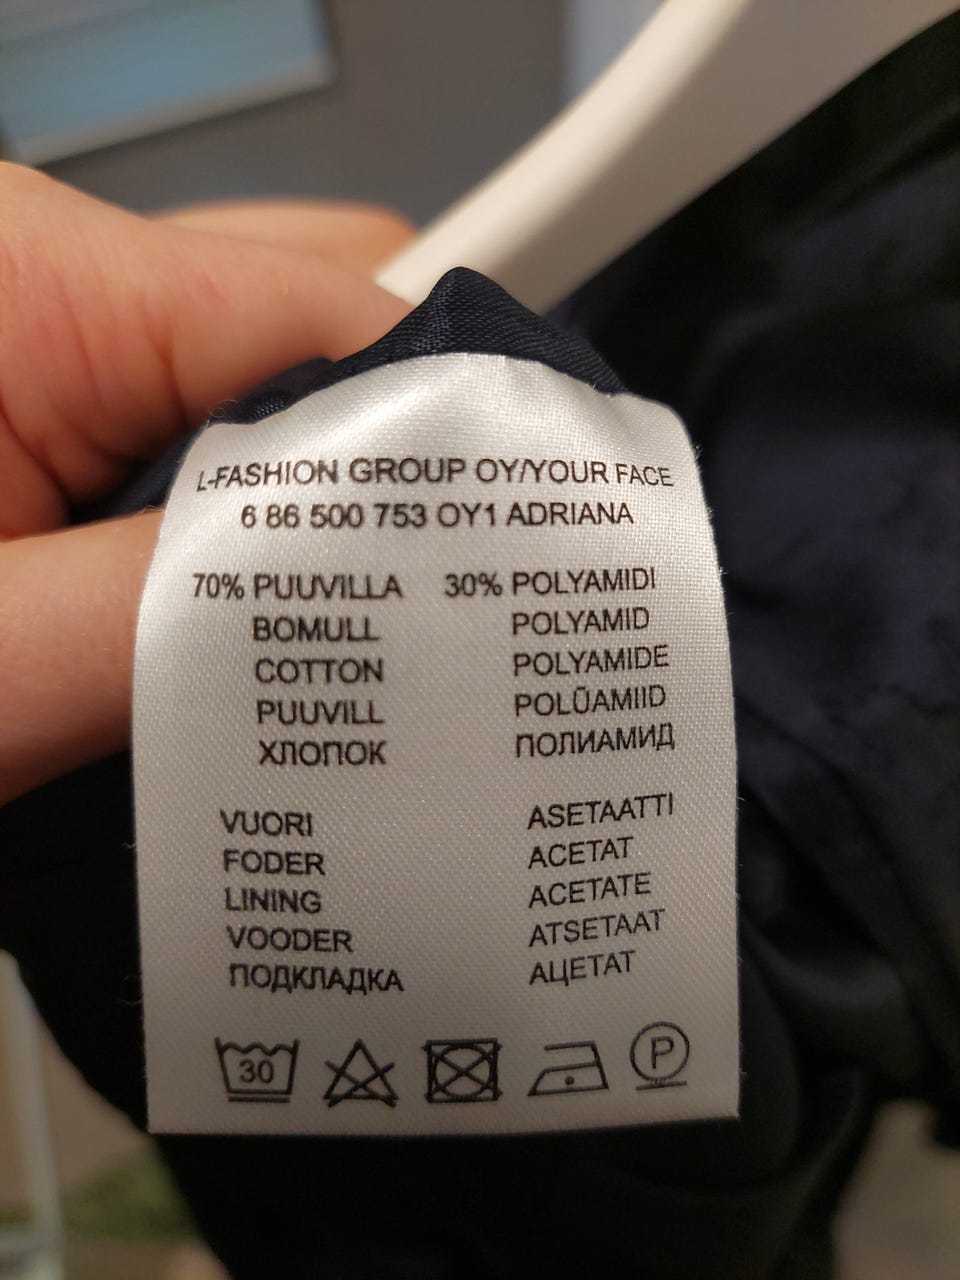 L-FASHION GROUP OY/YOUR FACE
6 86 500 753 OY1 ADRIANA
70% PUUVILLA 30% POLYAMIDI
BOMULL POLYAMID
COTTON POLYAMIDE
PUUVILL POLÜAMIID
ХЛОПОК ПОЛИАМИД
VUORI ASETAATTI
FODER ACETAT
LINING ACETATE
VOODER ATSETAAT
ПОДКЛАДКА АЦЕТАТ
30 P